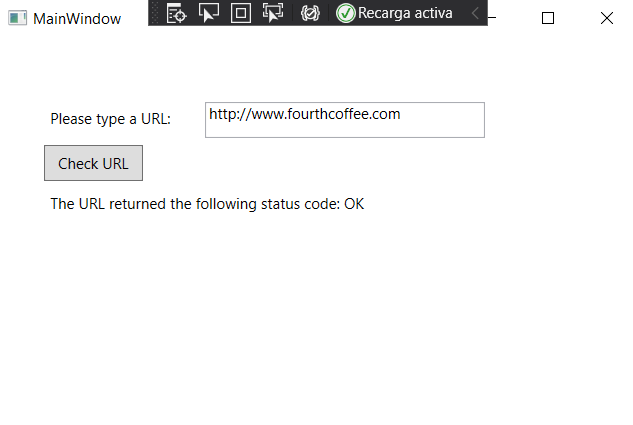 MainWindow
Recarga activa
Please type a URL:
http://www.fourthcoffee.com
Check URL
The URL returned the following status code: OK